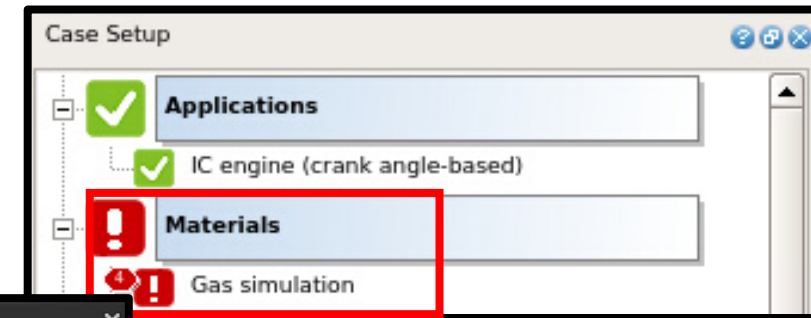 Case Setup
Applications
IC engine (crank angle-based)
Materials
4
Gas simulation